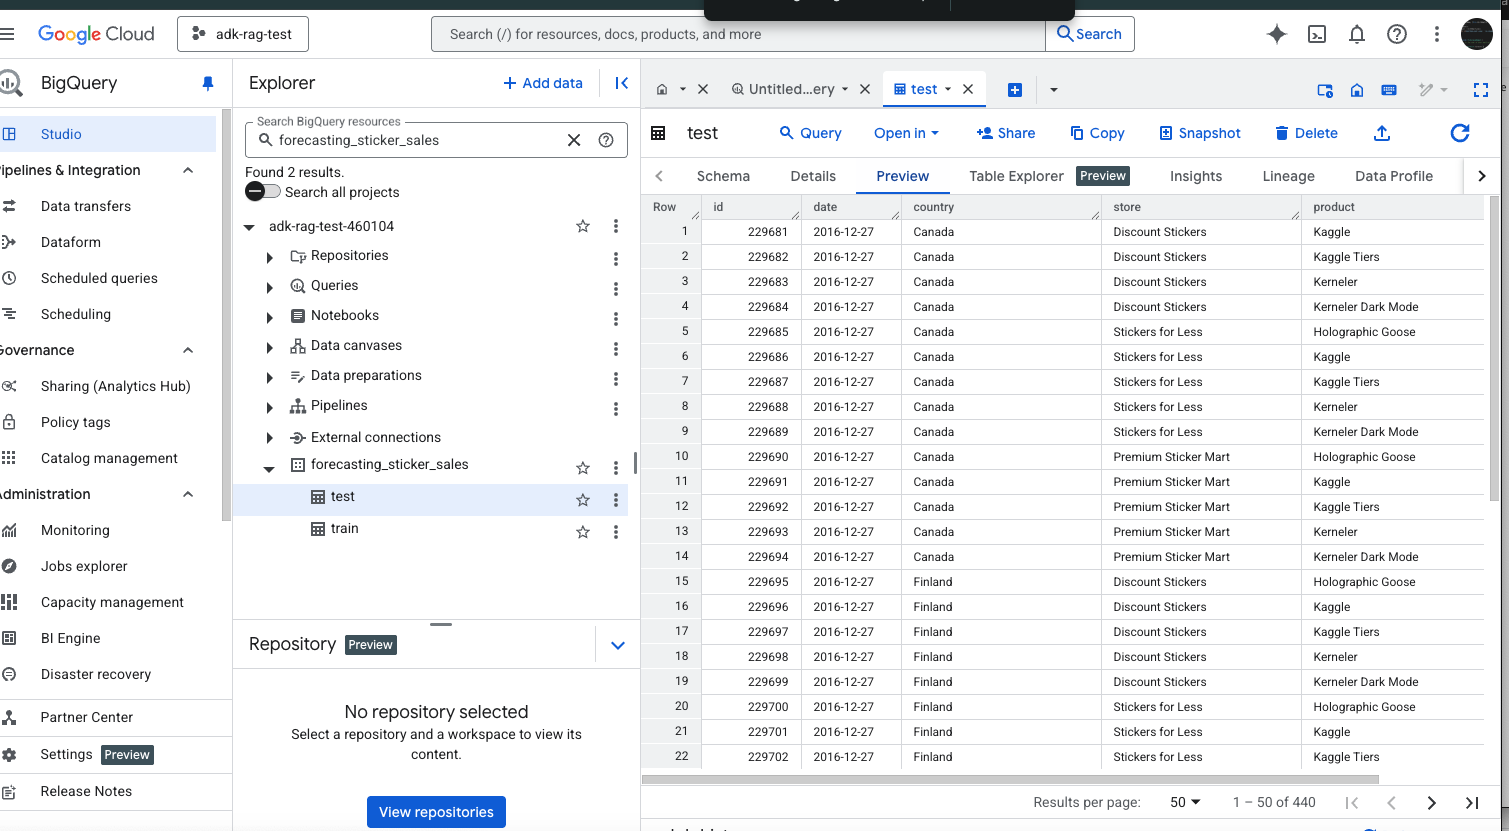 Google Cloud
adk-rag-test
Search (/) for resources, docs, products, and more
Search
BigQuery
Studio
Pipelines & Integration
Data transfers
Dataform
Scheduled queries
Scheduling
Governance
Sharing (Analytics Hub)
Policy tags
Catalog management
Administration
Monitoring
Jobs explorer
Capacity management
BI Engine
Disaster recovery
Partner Center
Settings Preview
Release Notes
Explorer
+ Add data
Search BigQuery resources
forecasting_sticker_sales
Found 2 results.
Search all projects
adk-rag-test-460104
Repositories
Queries
Notebooks
Data canvases
Data preparations
Pipelines
External connections
forecasting_sticker_sales
test
train
Repository Preview
No repository selected
Select a repository and a workspace to view its
content.
View repositories
Untitled...ery
test
test Query Open in Share Copy Snapshot Delete
Schema Details Preview Table Explorer Preview Insights Lineage Data Profile
Row id date country store product
1 229681 2016-12-27 Canada Discount Stickers Kaggle
2 229682 2016-12-27 Canada Discount Stickers Kaggle Tiers
3 229683 2016-12-27 Canada Discount Stickers Kerneler
4 229684 2016-12-27 Canada Discount Stickers Kerneler Dark Mode
5 229685 2016-12-27 Canada Stickers for Less Holographic Goose
6 229686 2016-12-27 Canada Stickers for Less Kaggle
7 229687 2016-12-27 Canada Stickers for Less Kaggle Tiers
8 229688 2016-12-27 Canada Stickers for Less Kerneler
9 229689 2016-12-27 Canada Stickers for Less Kerneler Dark Mode
10 229690 2016-12-27 Canada Premium Sticker Mart Holographic Goose
11 229691 2016-12-27 Canada Premium Sticker Mart Kaggle
12 229692 2016-12-27 Canada Premium Sticker Mart Kaggle Tiers
13 229693 2016-12-27 Canada Premium Sticker Mart Kerneler
14 229694 2016-12-27 Canada Premium Sticker Mart Kerneler Dark Mode
15 229695 2016-12-27 Finland Discount Stickers Holographic Goose
16 229696 2016-12-27 Finland Discount Stickers Kaggle
17 229697 2016-12-27 Finland Discount Stickers Kaggle Tiers
18 229698 2016-12-27 Finland Discount Stickers Kerneler
19 229699 2016-12-27 Finland Discount Stickers Kerneler Dark Mode
20 229700 2016-12-27 Finland Stickers for Less Holographic Goose
21 229701 2016-12-27 Finland Stickers for Less Kaggle
22 229702 2016-12-27 Finland Stickers for Less Kaggle Tiers
Results per page: 50 1 – 50 of 440